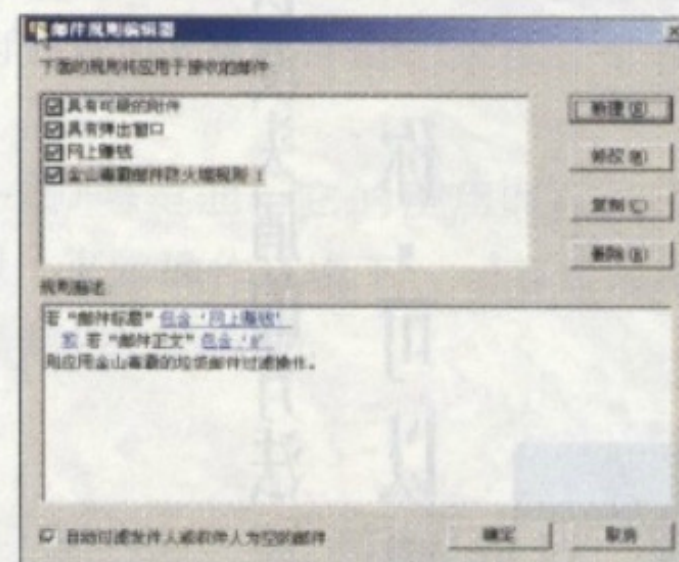 邮件规则编辑器
下面的规则将应用于接收的邮件
具有可疑的附件
具有弹出窗口
网上赚钱
金山毒霸邮件防火墙规则 1
新建(N)
修改(M)
复制(C)
删除(R)
规则描述
若 "邮件标题" 包含 '网上赚钱'
若 "邮件正文" 包含
则应用金山毒霸的垃圾邮件过滤操作。
自动过滤发件人或收件人为空的邮件
确定
取消